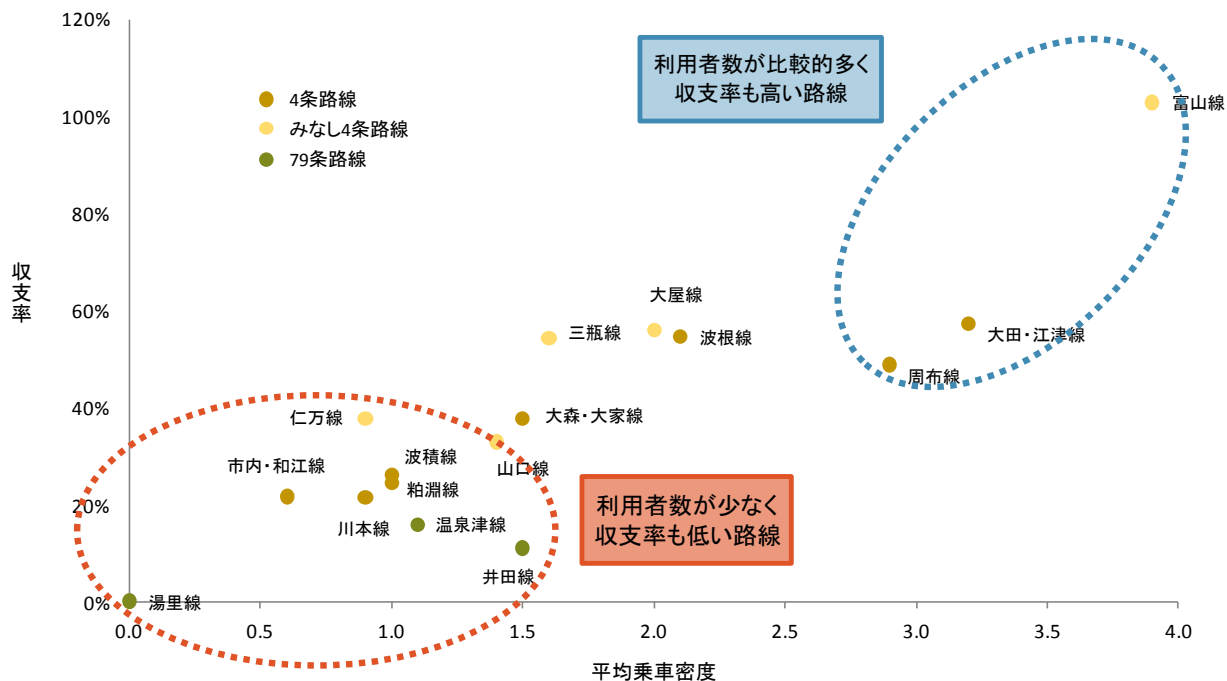 120%
100%
80%
60%
40%
20%
0%
収支率
4条路線
みなし4条路線
79条路線
利用者数が比較的多く
収支率も高い路線
富山線
大屋線
三瓶線
波根線
大田・江津線
周布線
仁万線
大森・大家線
山口線
市内・和江線
波積線
粕淵線
川本線
温泉津線
井田線
湯里線
利用者数が少なく
収支率も低い路線
0.0 0.5 1.0 1.5 2.0 2.5 3.0 3.5 4.0
平均乗車密度